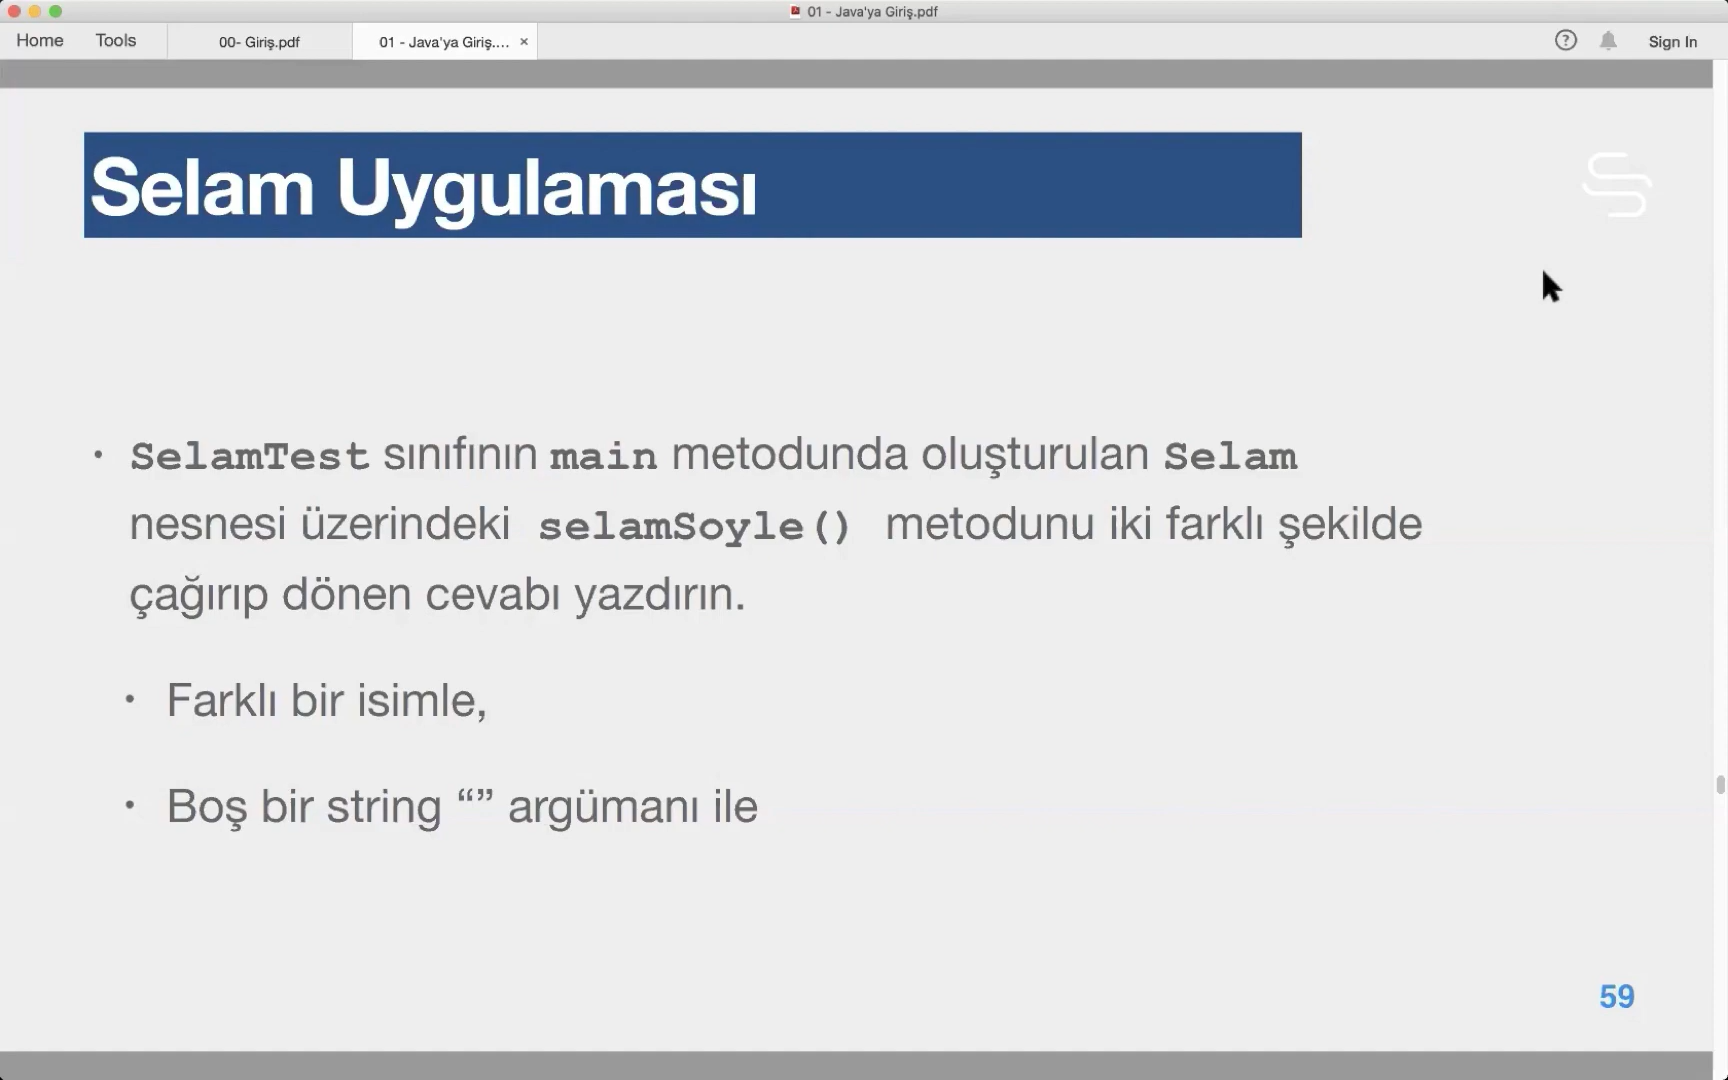 01 - Java'ya Giriş.pdf
Home Tools 00- Giriş.pdf 01 - Java'ya Giriş.... × ? Sign In
Selam Uygulaması
• SelamTest sınıfının main metodunda oluşturulan Selam
nesnesi üzerindeki selamSoyle() metodunu iki farklı şekilde
çağırıp dönen cevabı yazdırın.
• Farklı bir isimle,
• Boş bir string “” argümanı ile
59